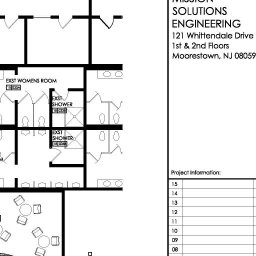 MISSION
SOLUTIONS
ENGINEERING
121 Whittendale Drive
1st & 2nd Floors
Moorestown, NJ 08059
EXIST WOMENS ROOM
EXIST
SHOWER
EXIST
SHOWER
Project Information:
15
14
13
12
11
10
09
08